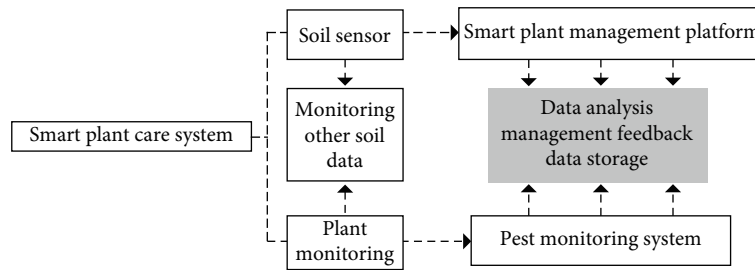 Soil sensor
Smart plant management platform
Smart plant care system
Monitoring
other soil
data
Data analysis
management feedback
data storage
Plant
monitoring
Pest monitoring system